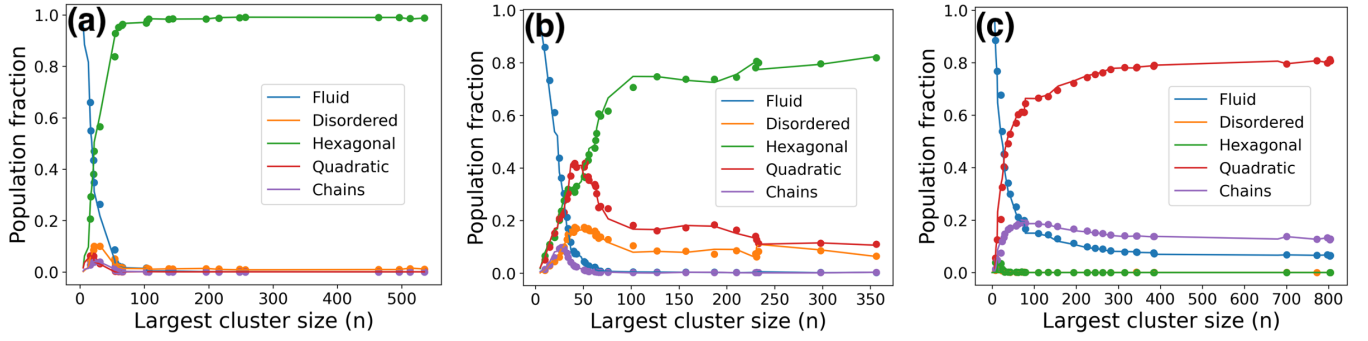 (a)
1.0
0.8
0.6
0.4
0.2
0.0
Population fraction
Fluid
Disordered
Hexagonal
Quadratic
Chains
0 100 200 300 400 500
Largest cluster size (n)
(b)
1.0
0.8
0.6
0.4
0.2
0.0
Population fraction
Fluid
Disordered
Hexagonal
Quadratic
Chains
0 50 100 150 200 250 300 350
Largest cluster size (n)
(c)
1.0
0.8
0.6
0.4
0.2
0.0
Population fraction
Fluid
Disordered
Hexagonal
Quadratic
Chains
0 100 200 300 400 500 600 700 800
Largest cluster size (n)